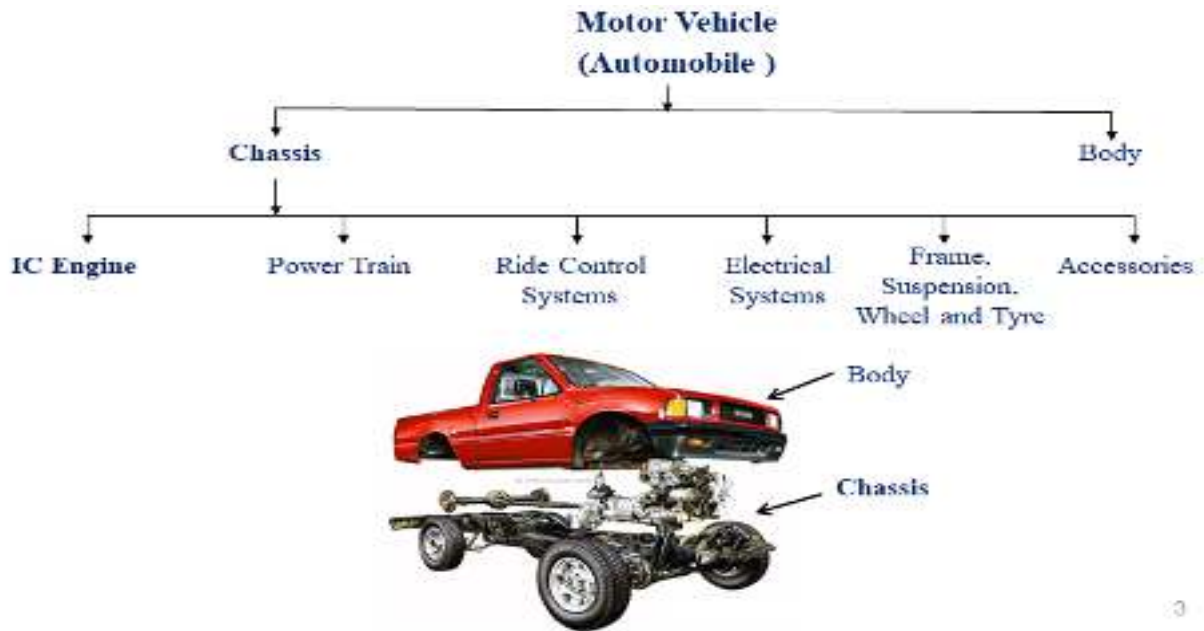 Motor Vehicle
(Automobile )
Chassis
Body
IC Engine
Power Train
Ride Control
Systems
Electrical
Systems
Frame,
Suspension,
Wheel and Tyre
Accessories
Body
Chassis
3